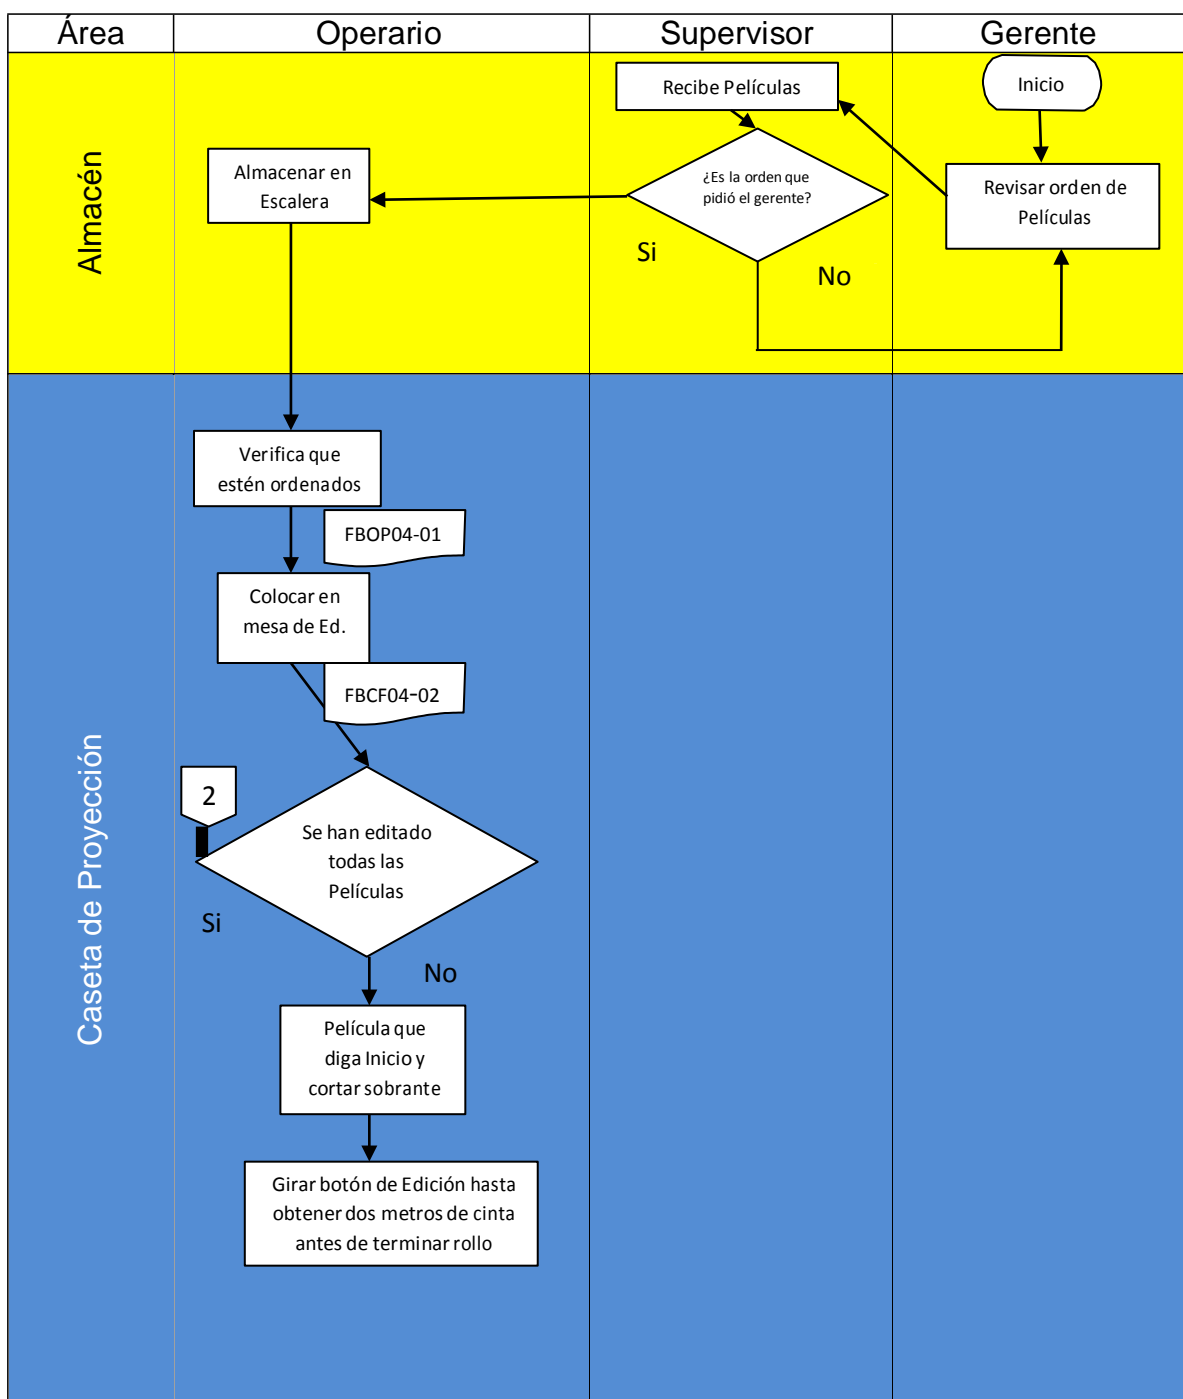 Área
Operario
Supervisor
Gerente
Almacén
Recibe Películas
Inicio
Almacenar en
Escalera
¿Es la orden que
pidió el gerente?
Revisar orden de
Películas
Si
No
Caseta de Proyección
Verifica que
estén ordenados
FBOP04-01
Colocar en
mesa de Ed.
FBCF04-02
2
Se han editado
todas las
Películas
Si
No
Película que
diga Inicio y
cortar sobrante
Girar botón de Edición hasta
obtener dos metros de cinta
antes de terminar rollo